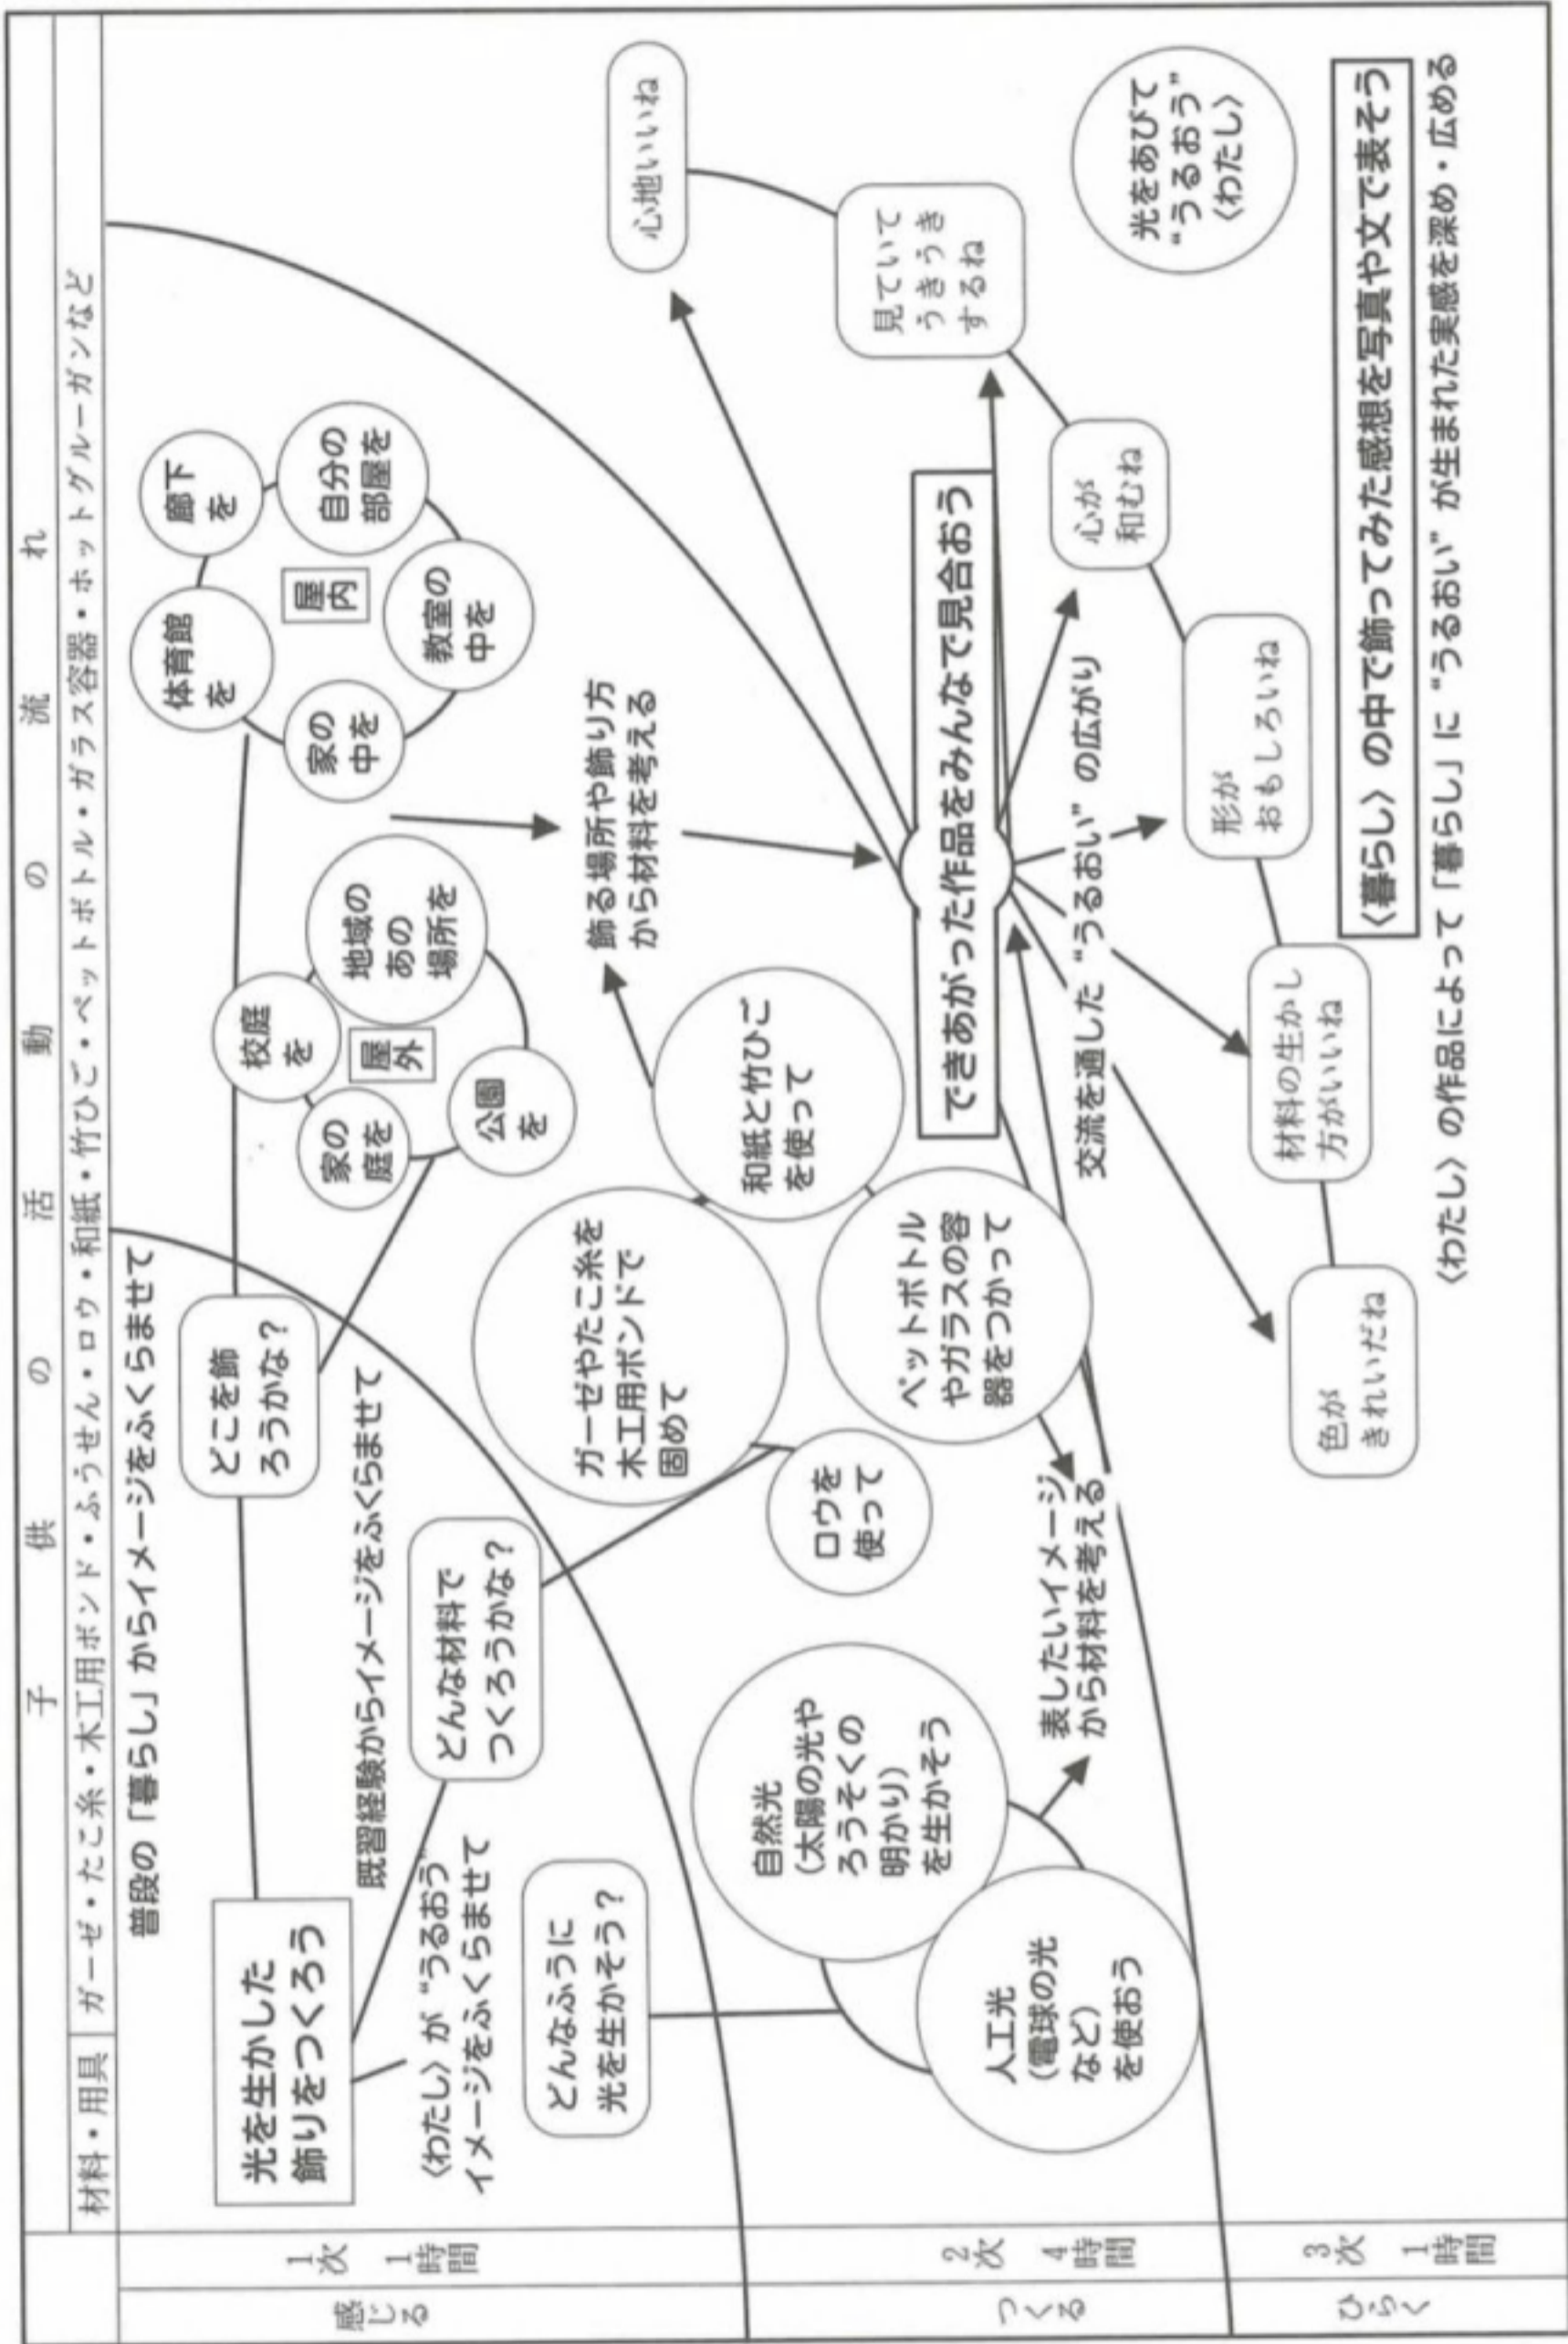 子供の活動の流れ
材料・用具
ガーゼ・たこ糸・木工用ボンド・ふうせん・ロウ・和紙・竹ひご・ペットボトル・ガラス容器・ホットグルーガンなど
感じる
1次 1時間
光を生かした
飾りをつくろう
普段の「暮らし」からイメージをふくらませて
どこを飾
ろうかな？
既習経験からイメージをふくらませて
どんな材料で
つくろうかな？
〈わたし〉が“うるおう”
イメージをふくらませて
どんなふうに
光を生かそう？
つくる
2次 4時間
体育館
を
廊下
を
自分の
部屋を
屋内
教室の
中を
家の
中を
校庭
を
地域の
あの
場所を
屋外
家の
庭を
公園
を
飾る場所や飾り方
から材料を考える
ガーゼやたこ糸を
木工用ボンドで
固めて
和紙と竹ひご
を使って
ペットボトル
やガラスの容
器をつかって
ロウを
使って
自然光
（太陽の光や
ろうそくの
明かり）
を生かそう
人工光
（電球の光
など）
を使おう
表したいイメージ
から材料を考える
できあがった作品をみんなで見合おう
ひらく
3次 1時間
交流を通した“うるおい”の広がり
心地いいね
見ていて
うきうき
するね
心が
和むね
形が
おもしろいね
材料の生かし
方がいいね
色が
きれいだね
光をあびて
“うるおう”
〈わたし〉
〈暮らし〉の中で飾ってみた感想を写真や文で表そう
〈わたし〉の作品によって「暮らし」に“うるおい”が生まれた実感を深め・広める